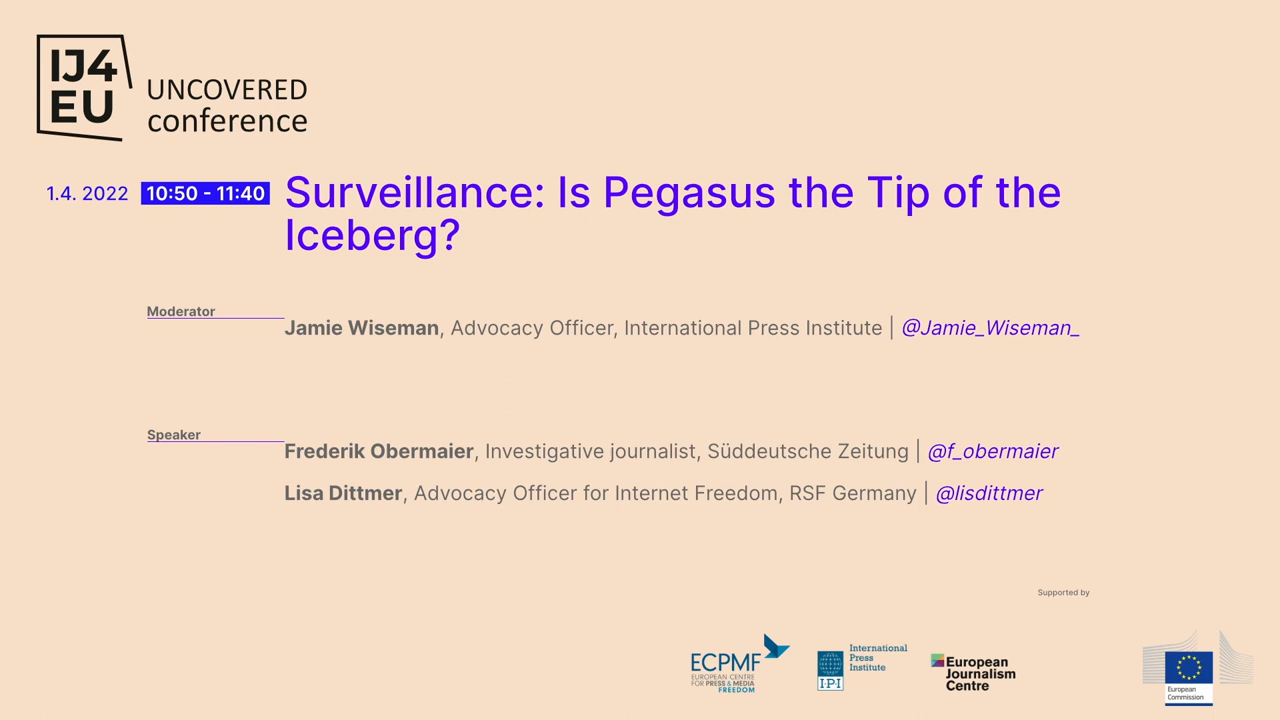 IJ4
EU
UNCOVERED
conference
1.4. 2022 10:50 - 11:40 Surveillance: Is Pegasus the Tip of the
Iceberg?
Moderator
Jamie Wiseman, Advocacy Officer, International Press Institute | @Jamie_Wiseman_
Speaker
Frederik Obermaier, Investigative journalist, Süddeutsche Zeitung | @f_obermaier
Lisa Dittmer, Advocacy Officer for Internet Freedom, RSF Germany | @lisdittmer
Supported by
ECPMF
EUROPEAN CENTRE
FOR PRESS & MEDIA
FREEDOM
International
Press
Institute
IPI
European
Journalism
Centre
European
Commission